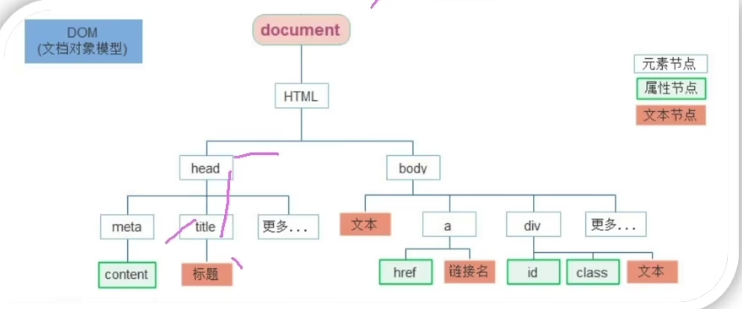 DOM
(文档对象模型)
document
元素节点
属性节点
文本节点
HTML
head
body
meta
title
更多...
文本
a
div
更多...
content
标题
href
链接名
id
class
文本